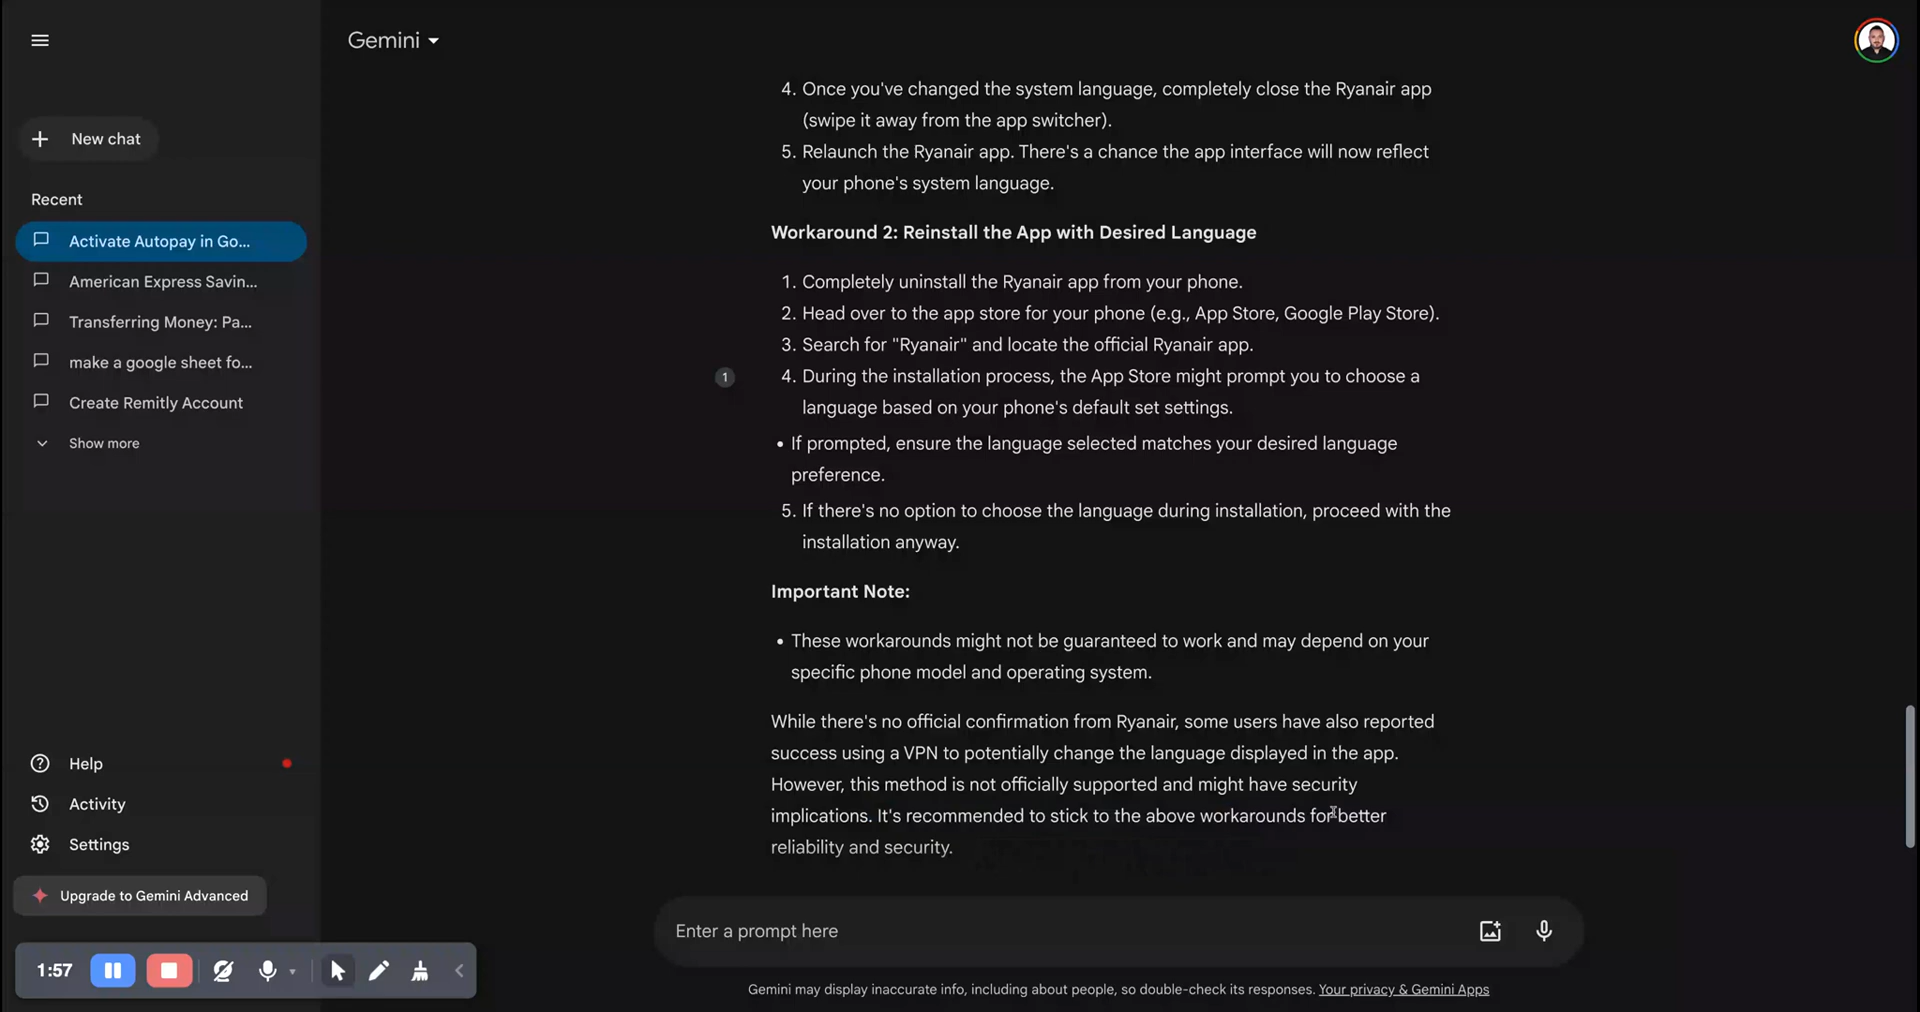 Gemini
New chat
Recent
Activate Autopay in Go...
American Express Savin...
Transferring Money: Pa...
make a google sheet fo...
Create Remitly Account
Show more
Help
Activity
Settings
Upgrade to Gemini Advanced
1:57
4. Once you've changed the system language, completely close the Ryanair app
(swipe it away from the app switcher).
5. Relaunch the Ryanair app. There's a chance the app interface will now reflect
your phone's system language.
Workaround 2: Reinstall the App with Desired Language
1. Completely uninstall the Ryanair app from your phone.
2. Head over to the app store for your phone (e.g., App Store, Google Play Store).
3. Search for "Ryanair" and locate the official Ryanair app.
1
4. During the installation process, the App Store might prompt you to choose a
language based on your phone's default set settings.
• If prompted, ensure the language selected matches your desired language
preference.
5. If there's no option to choose the language during installation, proceed with the
installation anyway.
Important Note:
• These workarounds might not be guaranteed to work and may depend on your
specific phone model and operating system.
While there's no official confirmation from Ryanair, some users have also reported
success using a VPN to potentially change the language displayed in the app.
However, this method is not officially supported and might have security
implications. It's recommended to stick to the above workarounds for better
reliability and security.
Enter a prompt here
Gemini may display inaccurate info, including about people, so double-check its responses. Your privacy & Gemini Apps